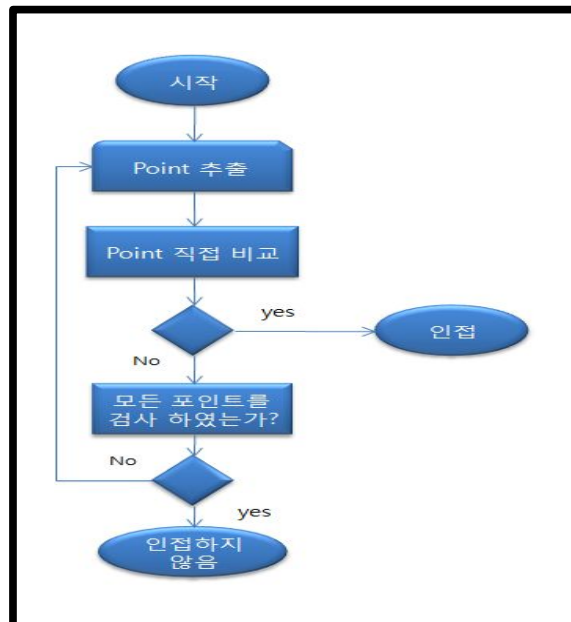 시작
Point 추출
Point 직접 비교
yes
인접
No
모든 포인트를
검사 하였는가?
No
yes
인접하지
않음